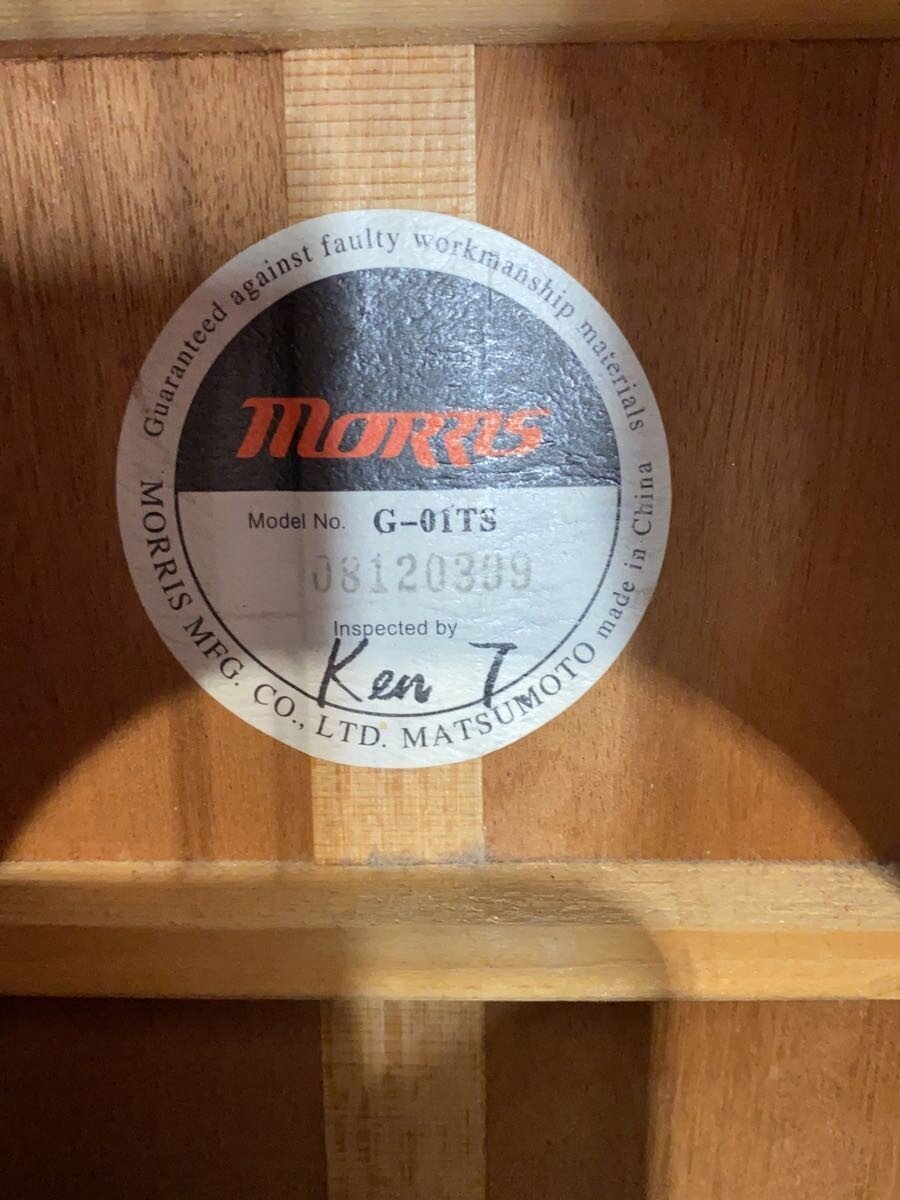 Guaranteed against faulty workmanship materials
MORRIS
Model No. G-01TS
08120309
Inspected by
Ken T
MORRIS MFG. CO., LTD. MATSUMOTO made in China